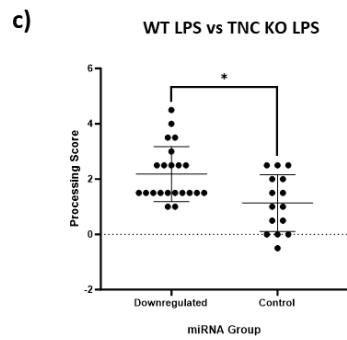 c)
WT LPS vs TNC KO LPS
*
6
4
2
0
-2
Processing Score
Downregulated
Control
miRNA Group